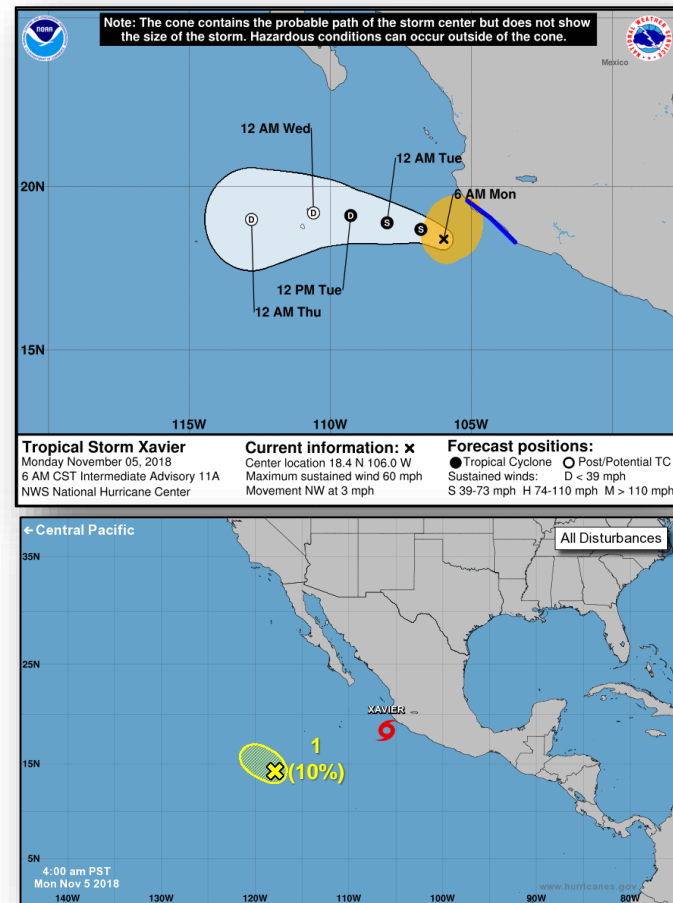 Note: The cone contains the probable path of the storm center but does not show
the size of the storm. Hazardous conditions can occur outside of the cone.
NOAA
Mexico
12 AM Wed
12 AM Tue
6 AM Mon
20N
D
D
D
S
S
12 PM Tue
12 AM Thu
15N
115W 110W 105W
Tropical Storm Xavier
Monday November 05, 2018
6 AM CST Intermediate Advisory 11A
NWS National Hurricane Center
Current information: ×
Center location 18.4 N 106.0 W
Maximum sustained wind 60 mph
Movement NW at 3 mph
Forecast positions:
● Tropical Cyclone ○ Post/Potential TC
Sustained winds: D < 39 mph
S 39-73 mph H 74-110 mph M > 110 mph
← Central Pacific
All Disturbances
35N
25N
XAVIER
1
(10%)
15N
5N
4:00 am PST
Mon Nov 5 2018
www.hurricanes.gov
140W 130W 120W 110W 100W 90W 80W